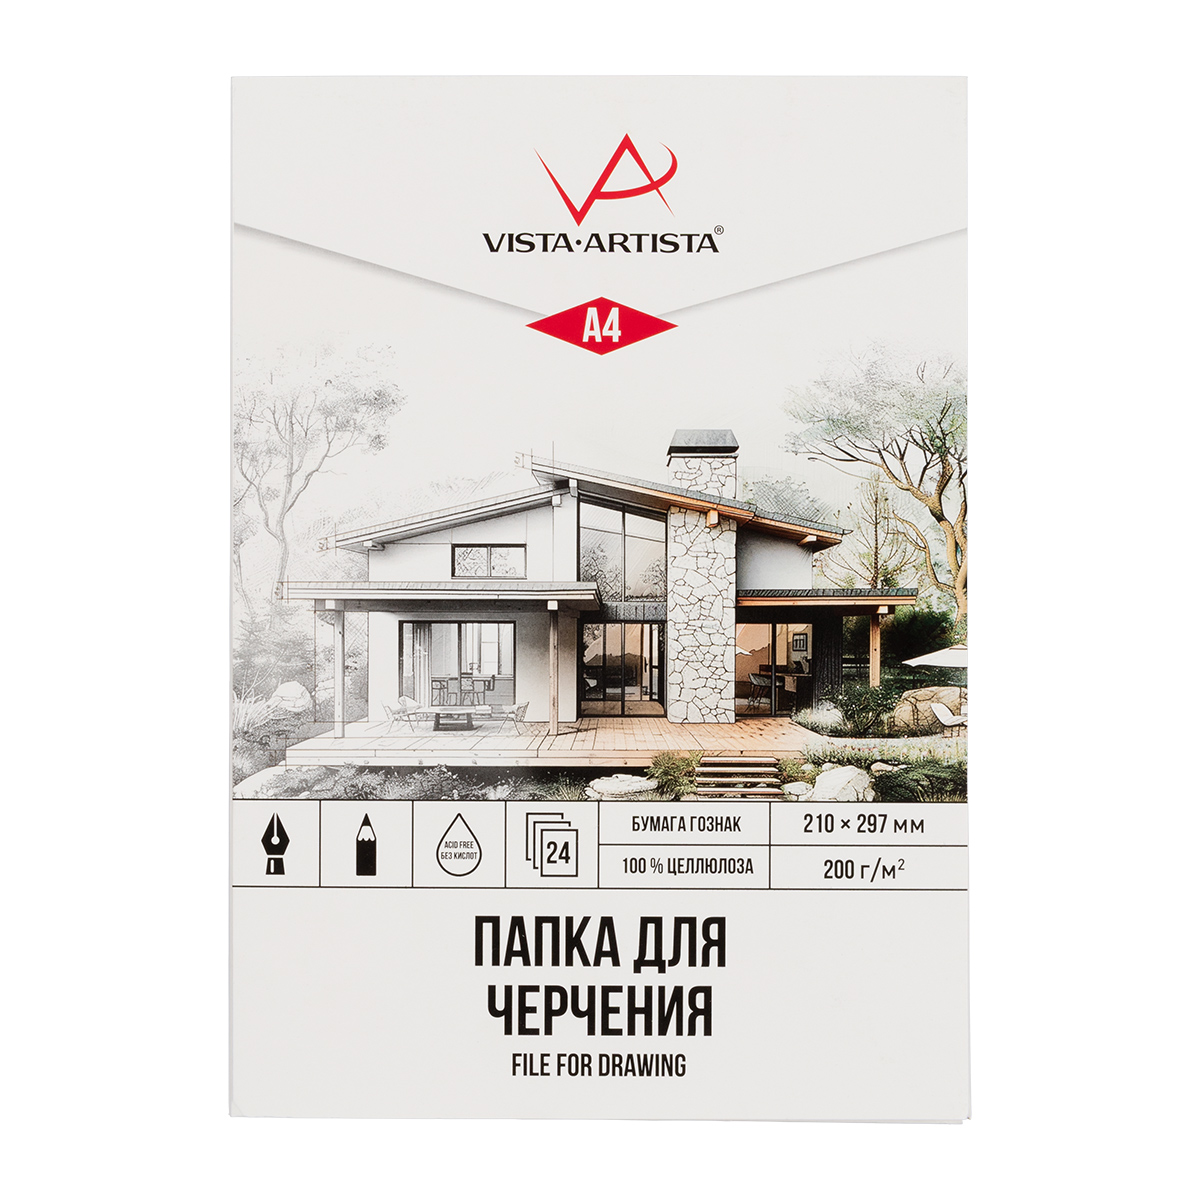 VISTA·ARTISTA®
А4
ACID FREE
БЕЗ КИСЛОТ
24
БУМАГА ГОЗНАК
210 × 297 мм
100 % ЦЕЛЛЮЛОЗА
200 г/м²
ПАПКА ДЛЯ
ЧЕРЧЕНИЯ
FILE FOR DRAWING